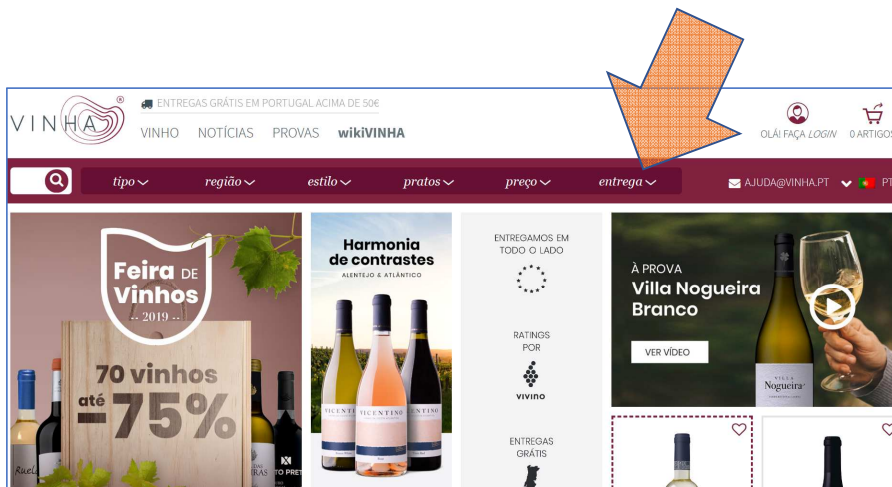 VINHA®
ENTREGAS GRÁTIS EM PORTUGAL ACIMA DE 50€
VINHO NOTÍCIAS PROVAS wikiVINHA
OLÁ! FAÇA LOGIN 0 ARTIGOS
tipo região estilo pratos preço entrega
AJUDA@VINHA.PT PT
Feira DE
Vinhos
-- 2019 --
70 vinhos
até
-75%
Harmonia
de contrastes
ALENTEJO & ATLÂNTICO
VICENTINO
ENTREGAMOS EM
TODO O LADO
RATINGS
POR
VIVINO
ENTREGAS
GRÁTIS
À PROVA
Villa Nogueira
Branco
VER VÍDEO
VILLA
Nogueira